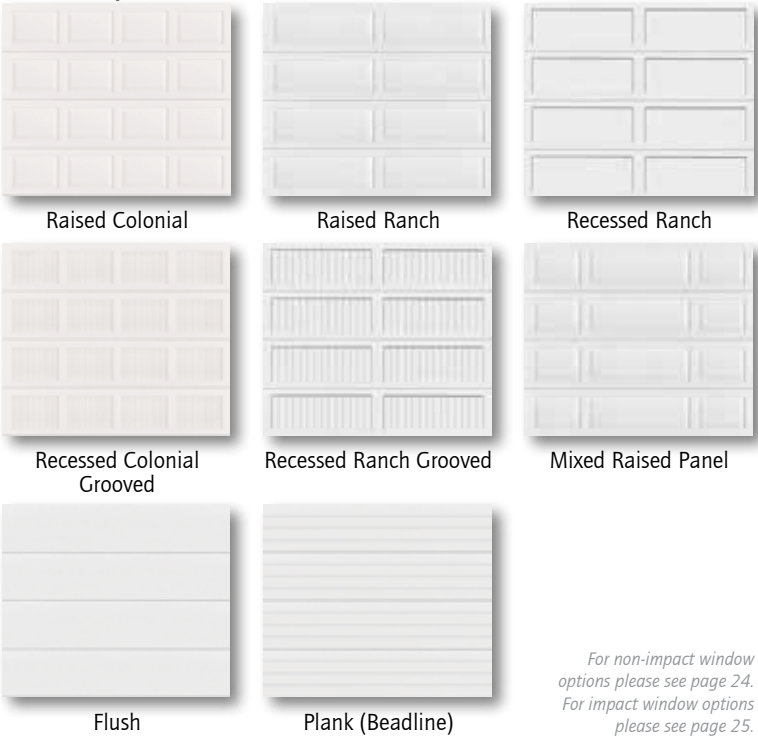 Raised Colonial
Raised Ranch
Recessed Ranch
Recessed Colonial
Grooved
Recessed Ranch Grooved
Mixed Raised Panel
Flush
Plank (Beadline)
For non-impact window
options please see page 24.
For impact window options
please see page 25.